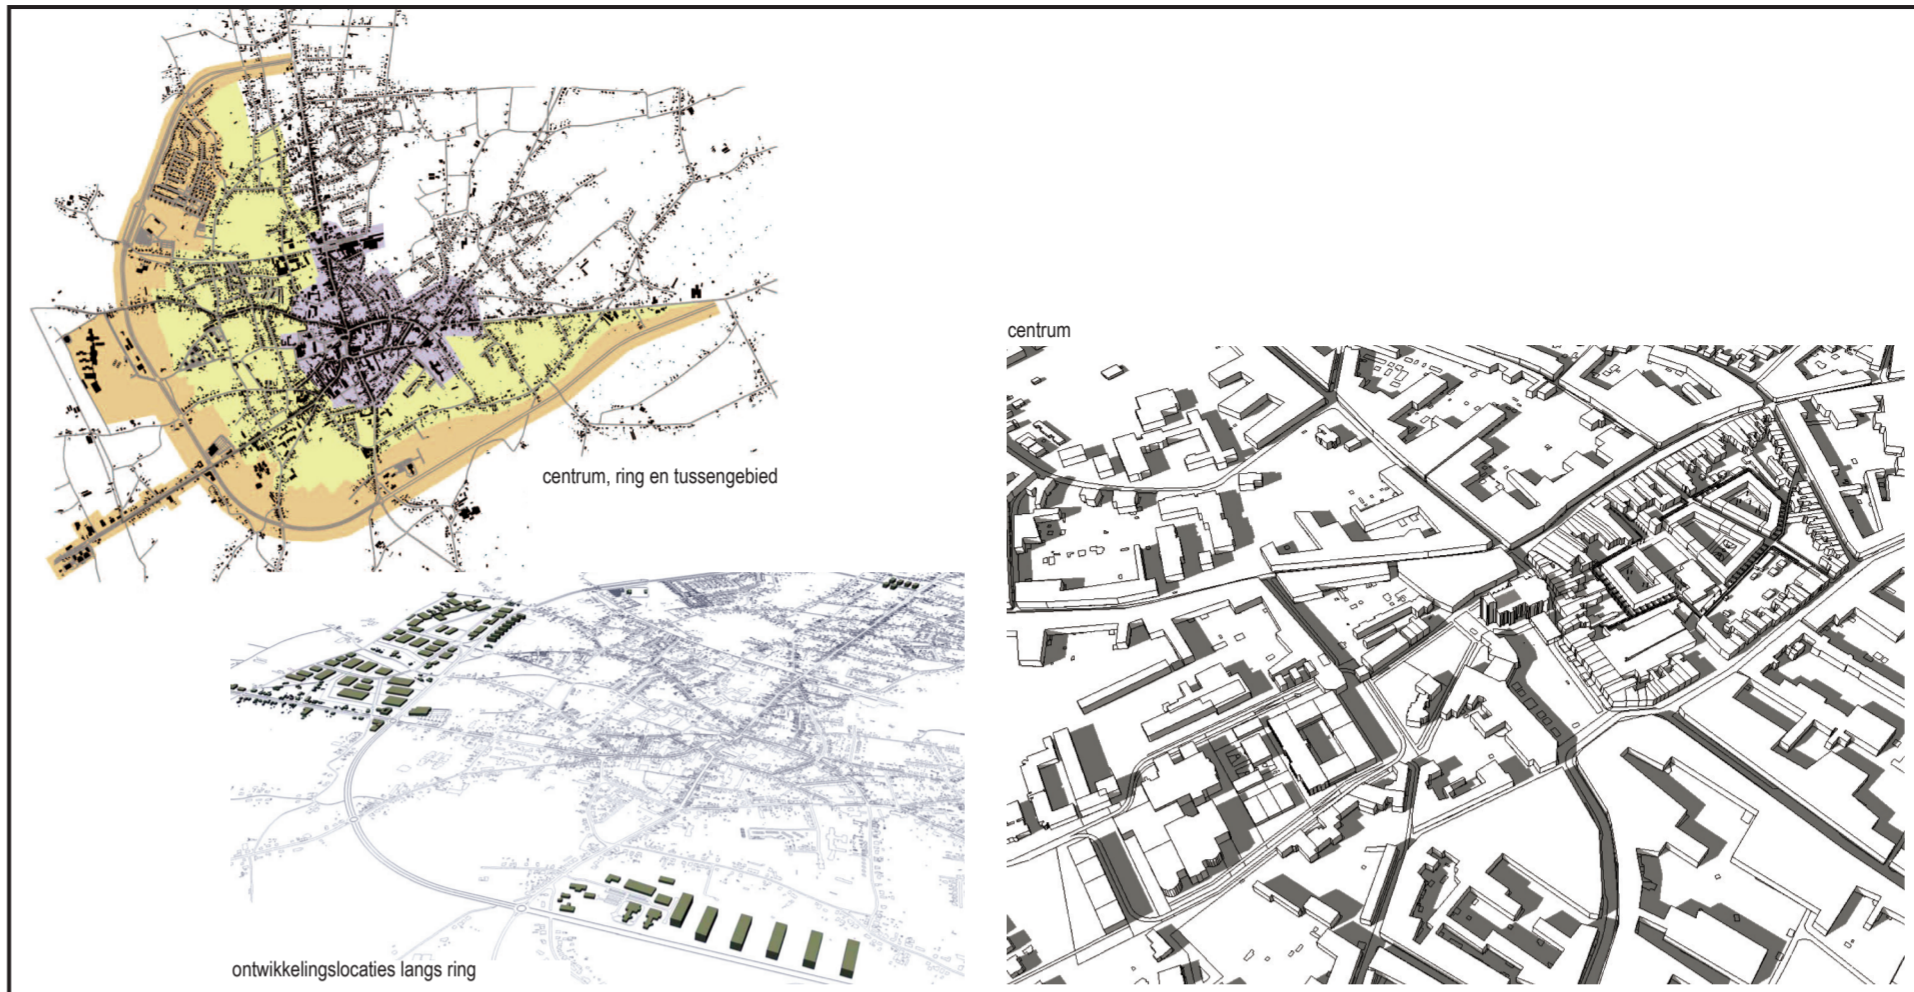 centrum, ring en tussengebied
centrum
ontwikkelingslocaties langs ring